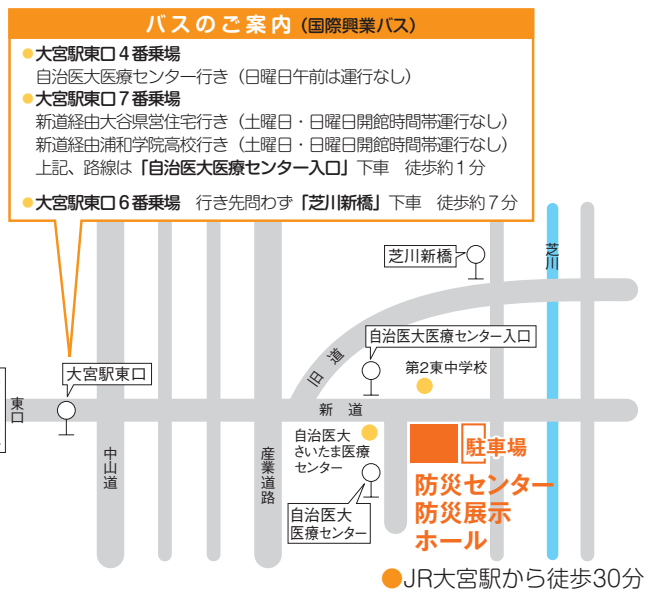 バスのご案内（国際興業バス）
●大宮駅東口４番乗場
自治医大医療センター行き（日曜日午前は運行なし）
●大宮駅東口７番乗場
新道経由大谷県営住宅行き（土曜日・日曜日開館時間帯運行なし）
新道経由浦和学院高校行き（土曜日・日曜日開館時間帯運行なし）
上記、路線は「自治医大医療センター入口」下車　徒歩約１分
●大宮駅東口６番乗場　行き先問わず「芝川新橋」下車　徒歩約７分
芝川新橋
芝川
自治医大医療センター入口
旧道
第2東中学校
大宮駅東口
東口
新道
中山道
産業道路
自治医大
さいたま医療
センター
自治医大
医療センター
駐車場
防災センター
防災展示
ホール
●JR大宮駅から徒歩30分